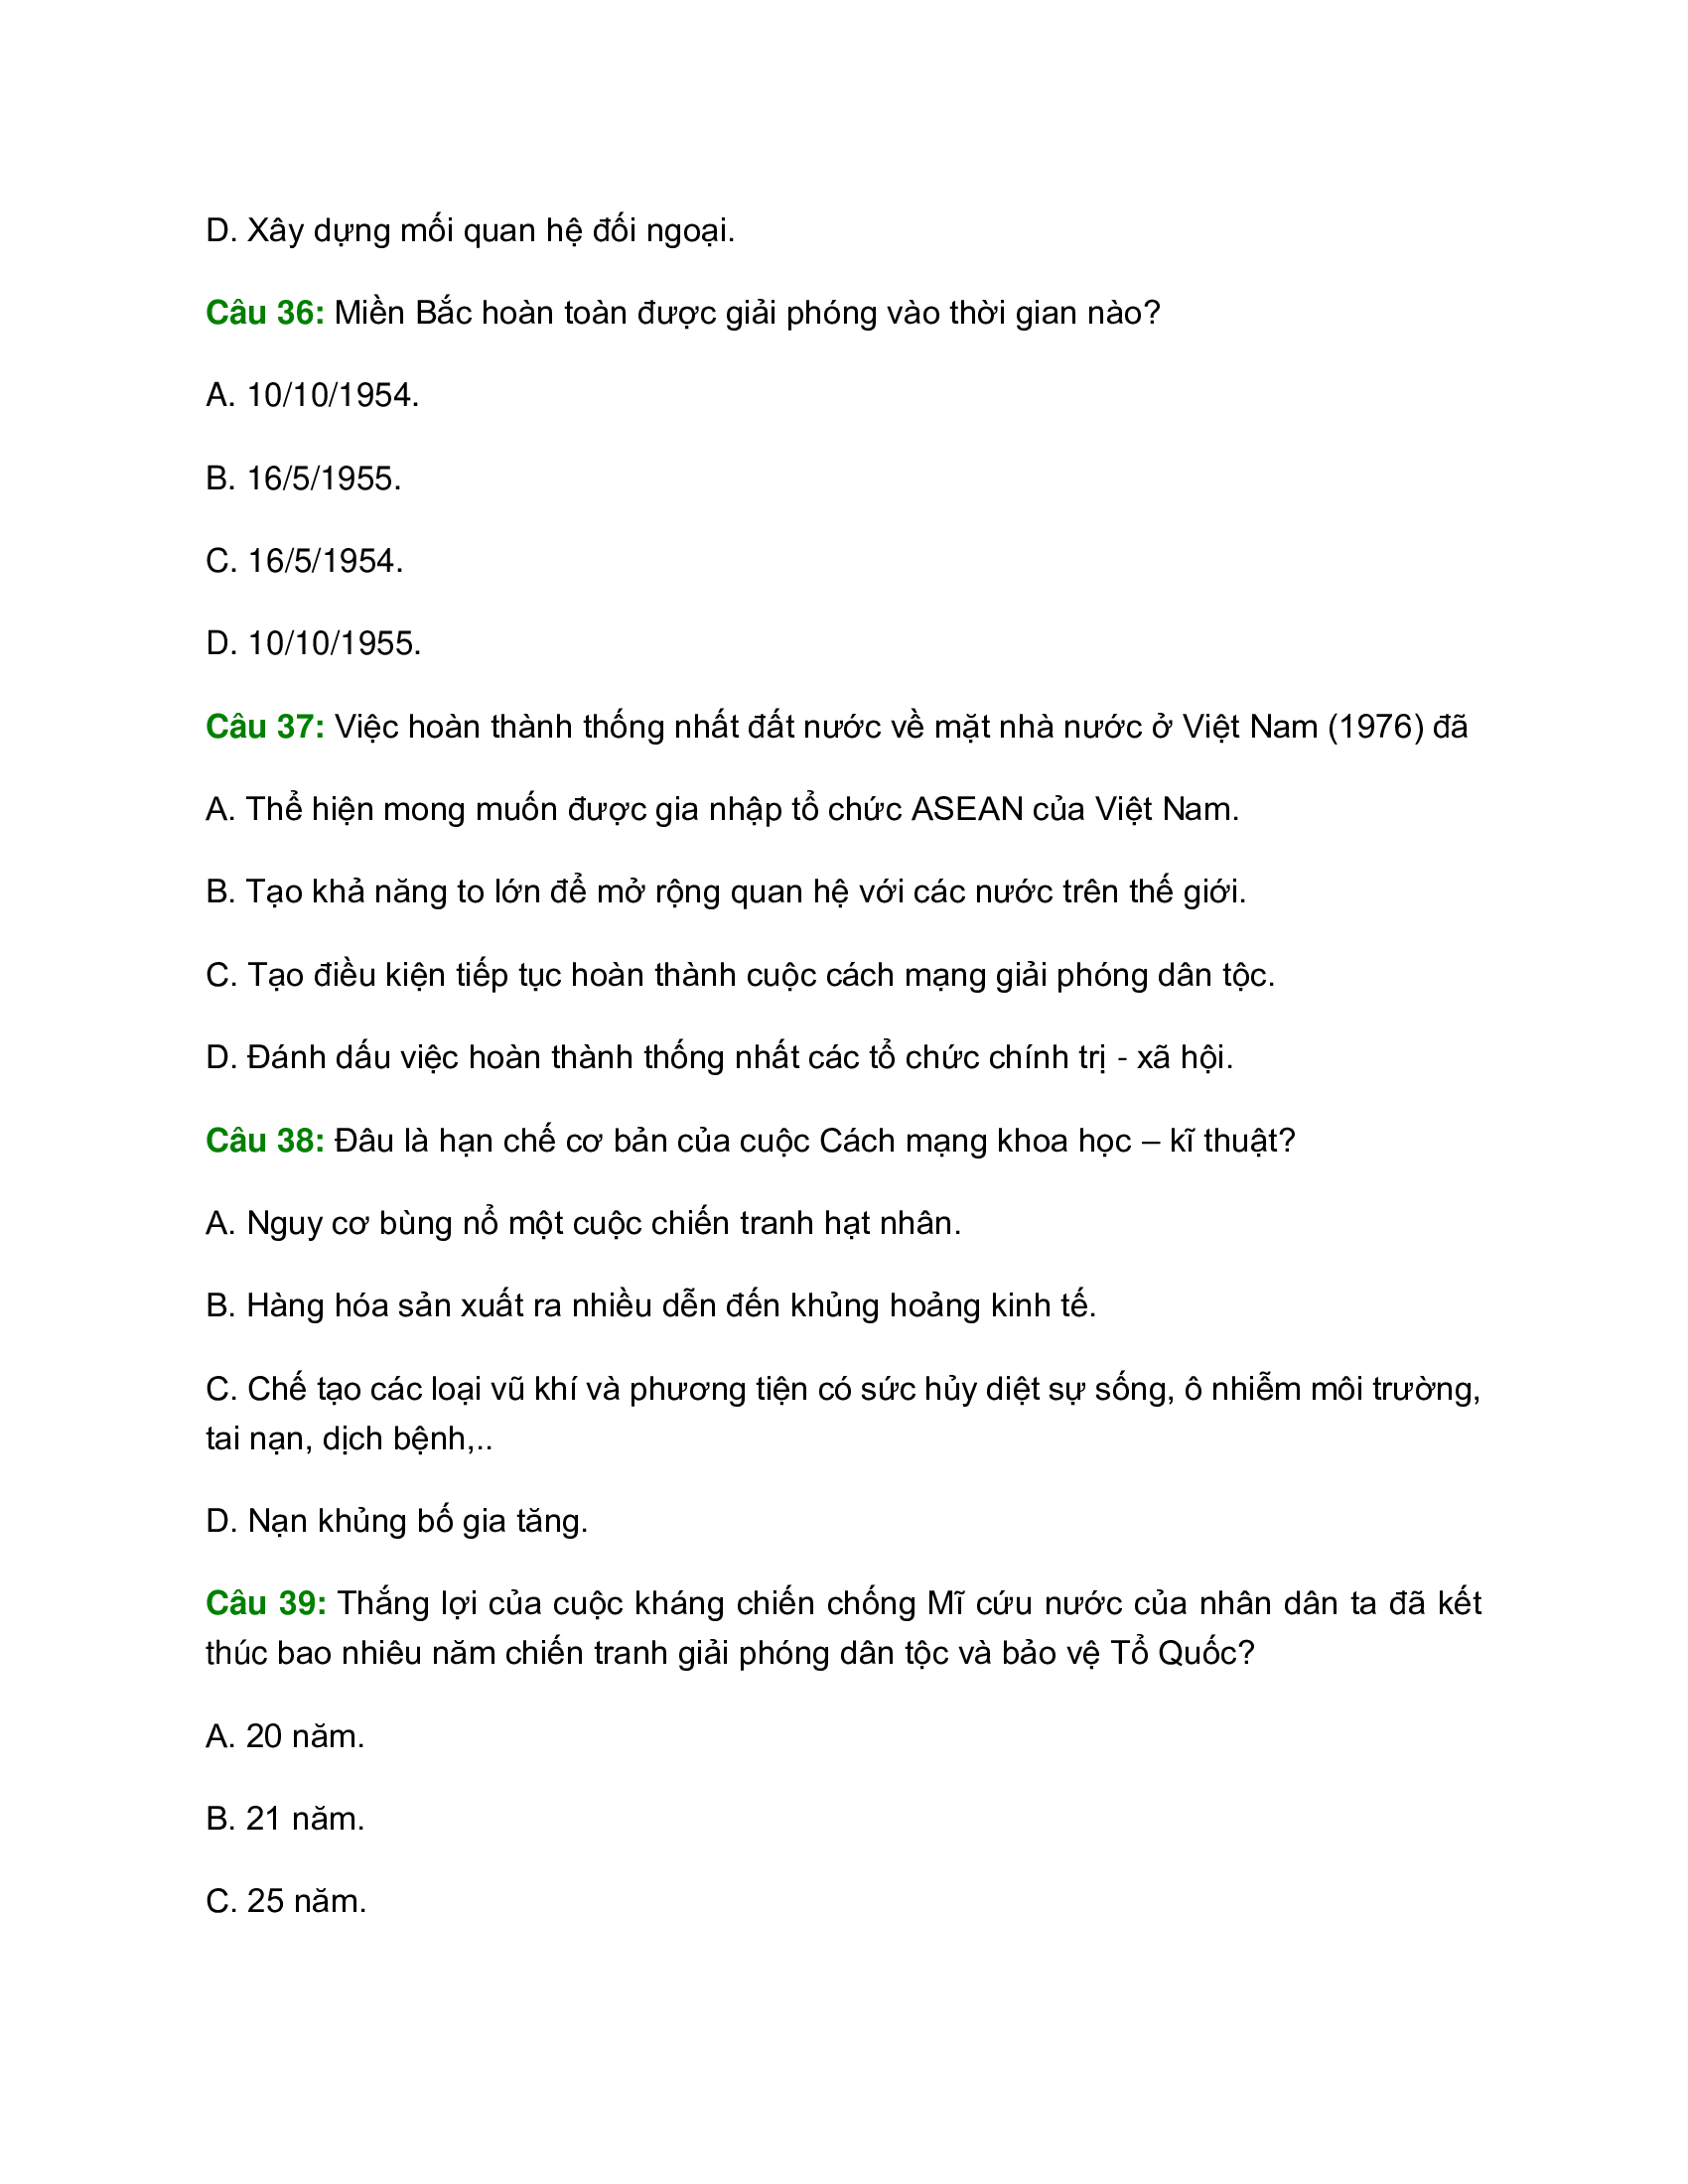 D. Xây dựng mối quan hệ đối ngoại.
Câu 36: Miền Bắc hoàn toàn được giải phóng vào thời gian nào?
A. 10/10/1954.
B. 16/5/1955.
C. 16/5/1954.
D. 10/10/1955.
Câu 37: Việc hoàn thành thống nhất đất nước về mặt nhà nước ở Việt Nam (1976) đã
A. Thể hiện mong muốn được gia nhập tổ chức ASEAN của Việt Nam.
B. Tạo khả năng to lớn để mở rộng quan hệ với các nước trên thế giới.
C. Tạo điều kiện tiếp tục hoàn thành cuộc cách mạng giải phóng dân tộc.
D. Đánh dấu việc hoàn thành thống nhất các tổ chức chính trị - xã hội.
Câu 38: Đâu là hạn chế cơ bản của cuộc Cách mạng khoa học – kĩ thuật?
A. Nguy cơ bùng nổ một cuộc chiến tranh hạt nhân.
B. Hàng hóa sản xuất ra nhiều dẫn đến khủng hoảng kinh tế.
C. Chế tạo các loại vũ khí và phương tiện có sức hủy diệt sự sống, ô nhiễm môi trường,
tai nạn, dịch bệnh,..
D. Nạn khủng bố gia tăng.
Câu 39: Thắng lợi của cuộc kháng chiến chống Mĩ cứu nước của nhân dân ta đã kết
thúc bao nhiêu năm chiến tranh giải phóng dân tộc và bảo vệ Tổ Quốc?
A. 20 năm.
B. 21 năm.
C. 25 năm.